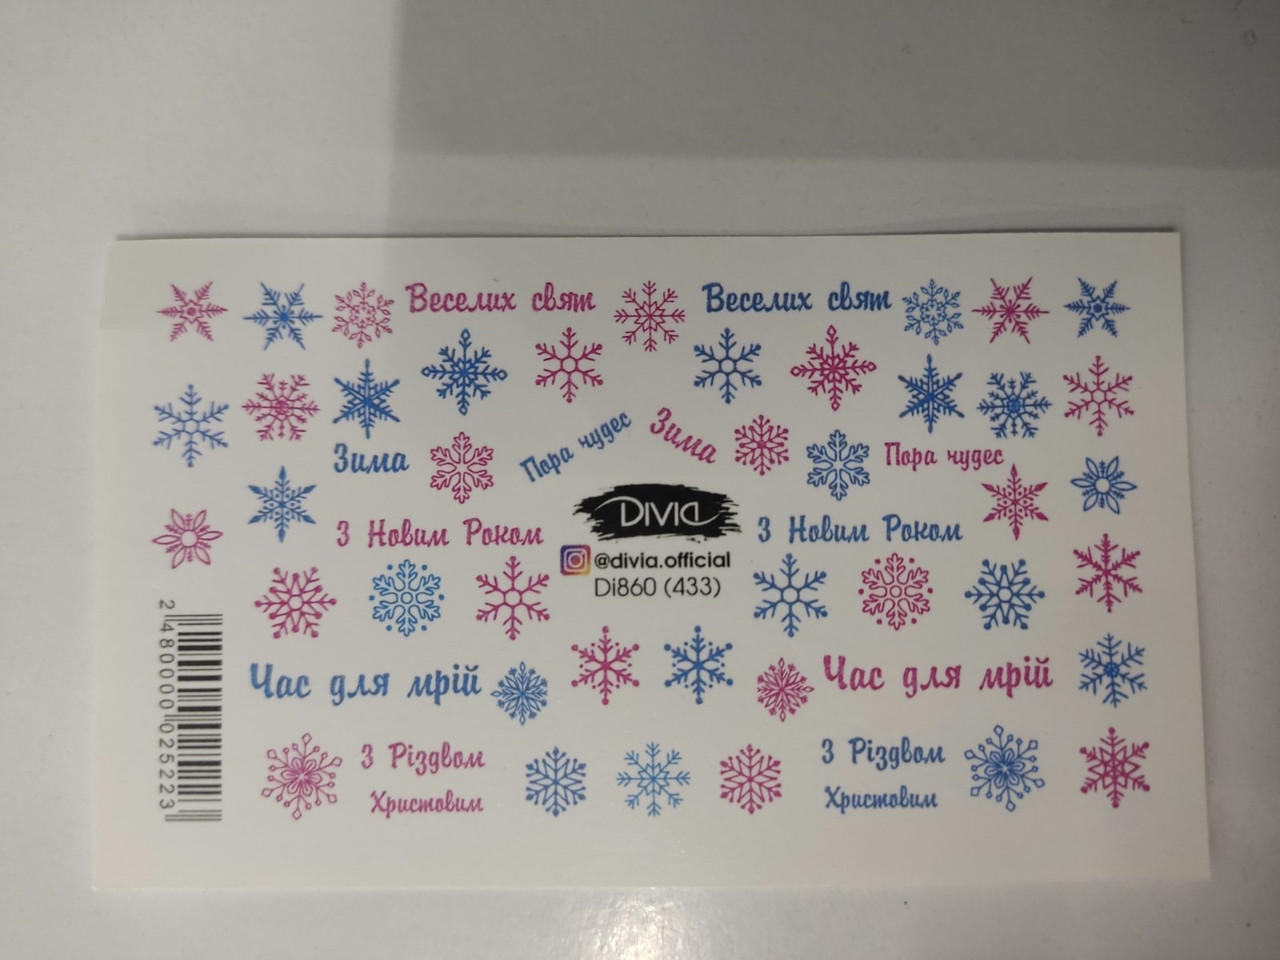 Веселих свят
Веселих свят
Зима
Пора чудес
Зима
Пора чудес
DIVIA
З Новим Роком
З Новим Роком
@divia.official
Di860 (433)
Час для мрій
Час для мрій
З Різдвом
Христовим
З Різдвом
Христовим
2480000025223